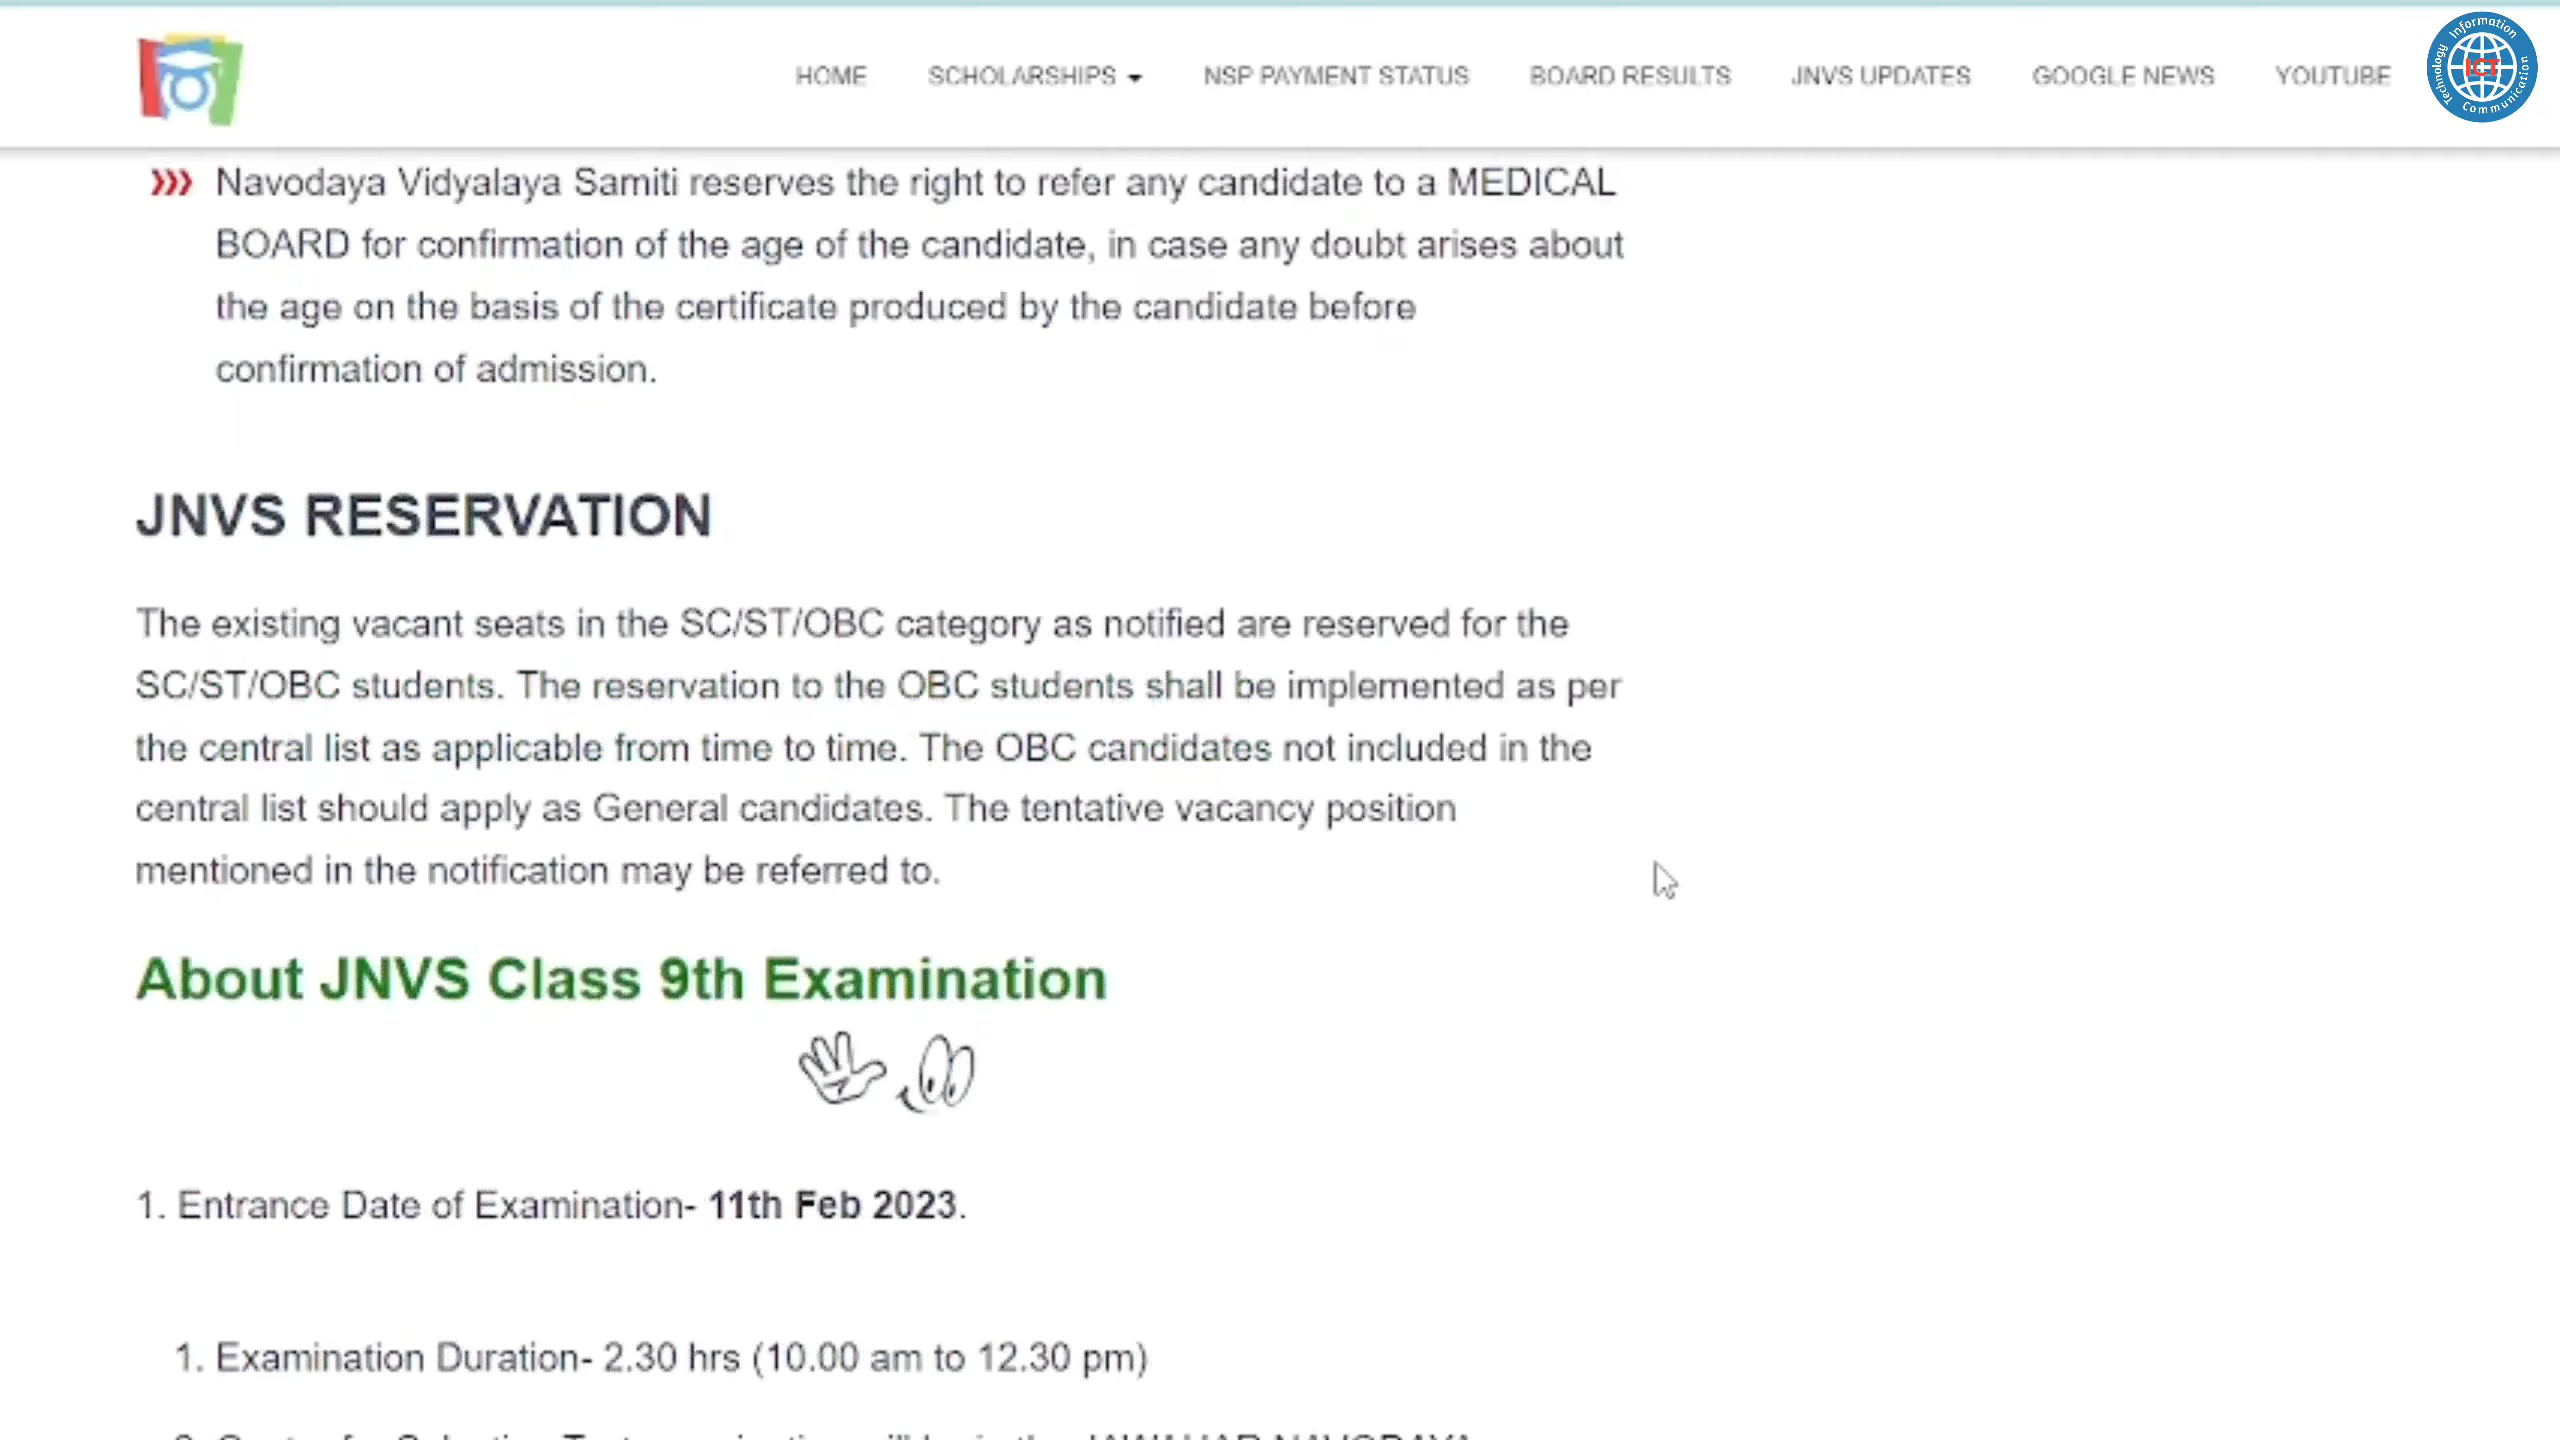 HOME SCHOLARSHIPS NSP PAYMENT STATUS BOARD RESULTS JNVS UPDATES GOOGLE NEWS YOUTUBE
Information
Communication
Technology
ICT
Navodaya Vidyalaya Samiti reserves the right to refer any candidate to a MEDICAL
BOARD for confirmation of the age of the candidate, in case any doubt arises about
the age on the basis of the certificate produced by the candidate before
confirmation of admission.
JNVS RESERVATION
The existing vacant seats in the SC/ST/OBC category as notified are reserved for the
SC/ST/OBC students. The reservation to the OBC students shall be implemented as per
the central list as applicable from time to time. The OBC candidates not included in the
central list should apply as General candidates. The tentative vacancy position
mentioned in the notification may be referred to.
About JNVS Class 9th Examination
1. Entrance Date of Examination- 11th Feb 2023.
1. Examination Duration- 2.30 hrs (10.00 am to 12.30 pm)